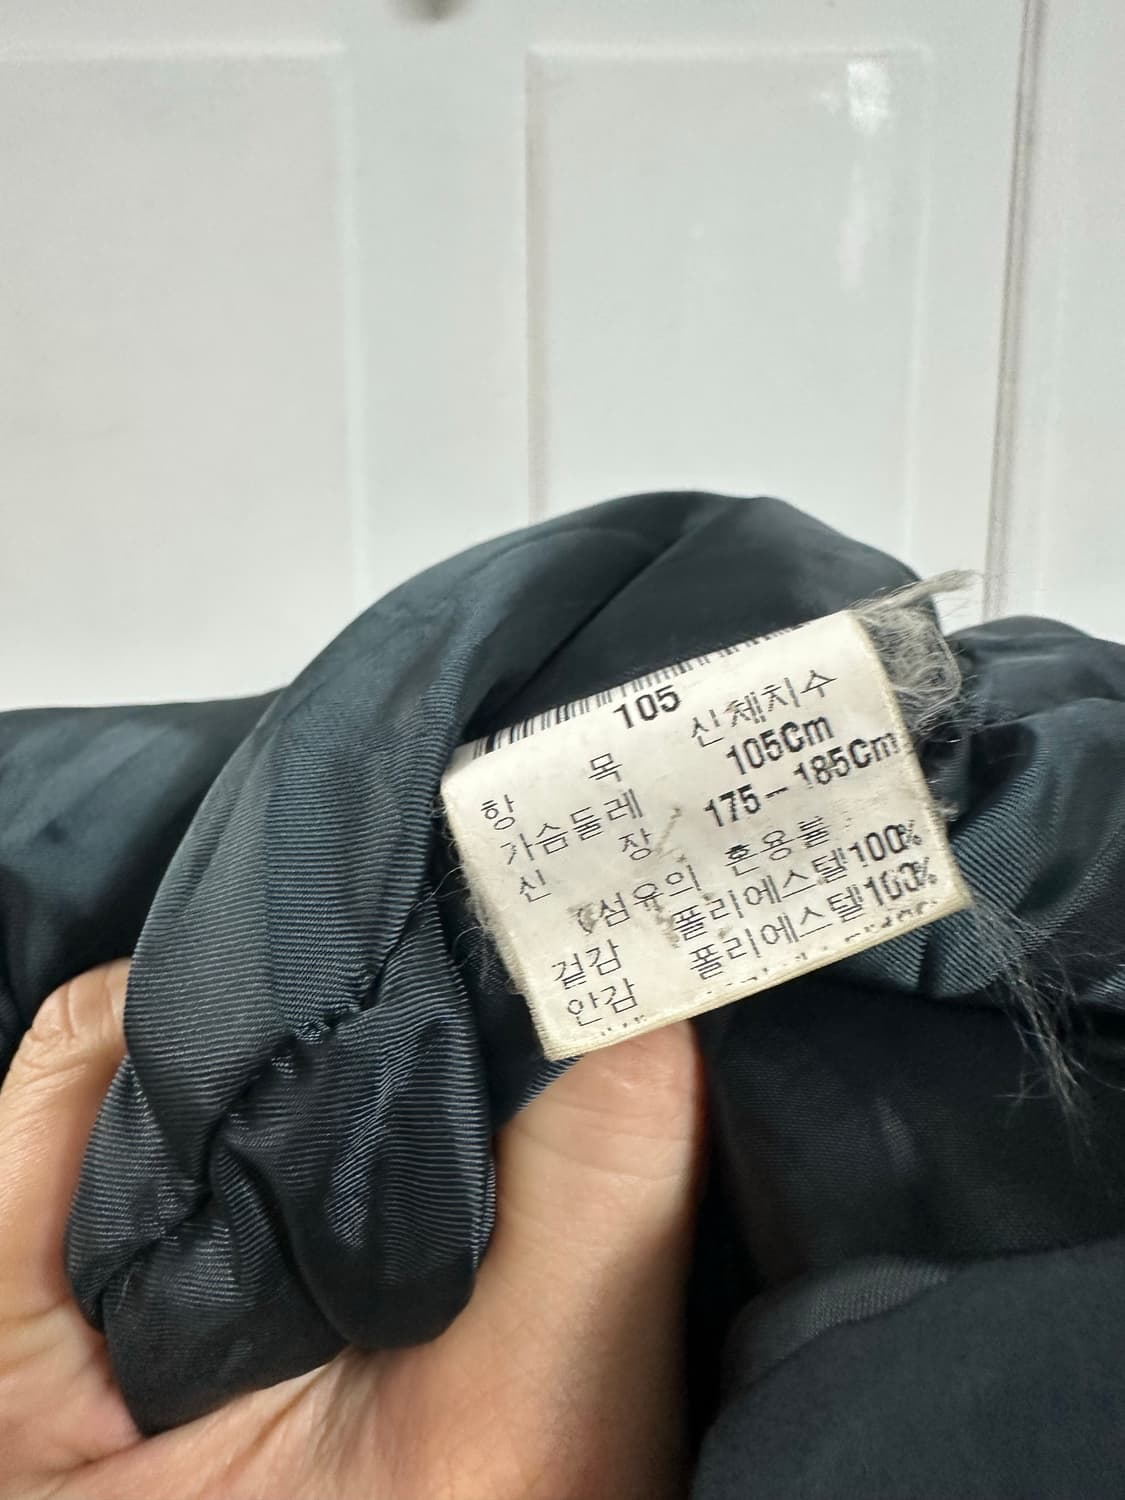 105
항 목 신체치수
가슴둘레 105Cm
신 장 175-185Cm
섬유의 혼용률
겉감 폴리에스텔100%
안감 폴리에스텔100%